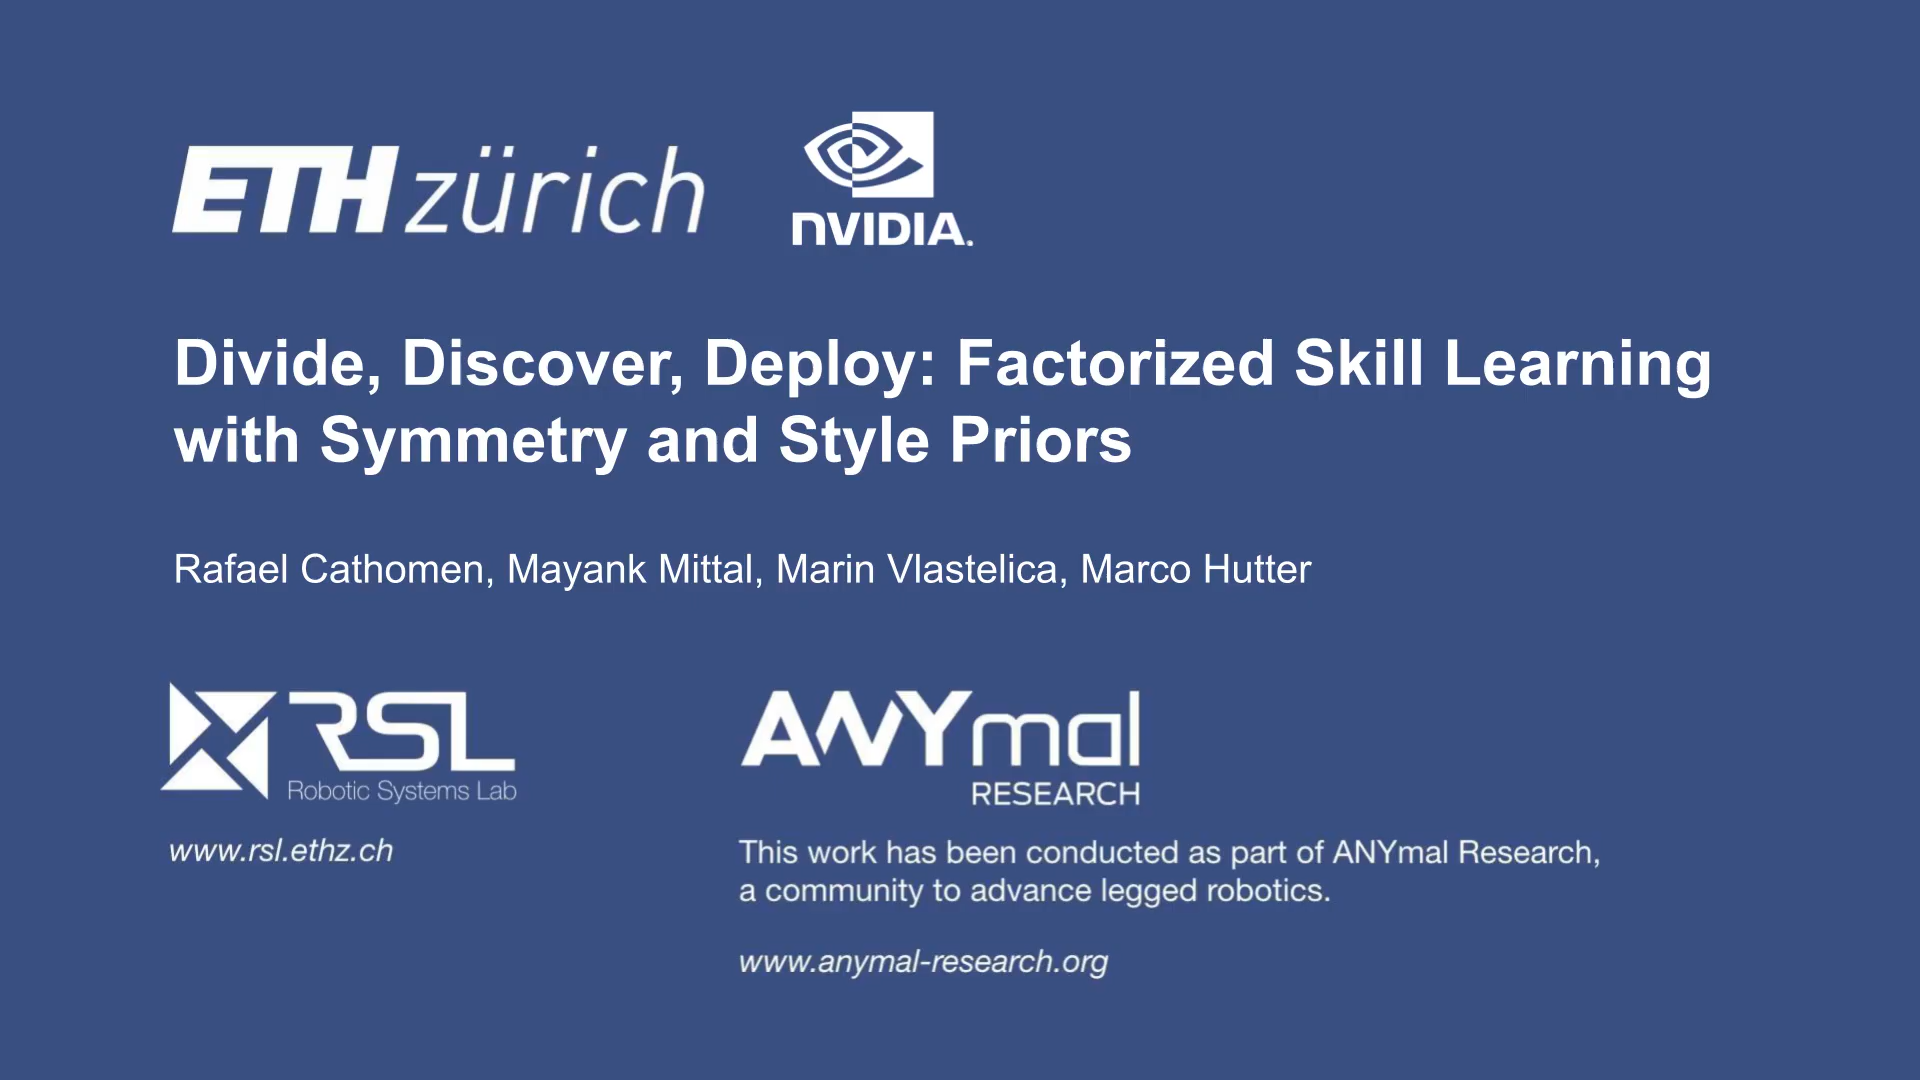 ETH zürich
NVIDIA.
Divide, Discover, Deploy: Factorized Skill Learning
with Symmetry and Style Priors
Rafael Cathomen, Mayank Mittal, Marin Vlastelica, Marco Hutter
RSL
Robotic Systems Lab
www.rsl.ethz.ch
ANYmal
RESEARCH
This work has been conducted as part of ANYmal Research,
a community to advance legged robotics.
www.anymal-research.org